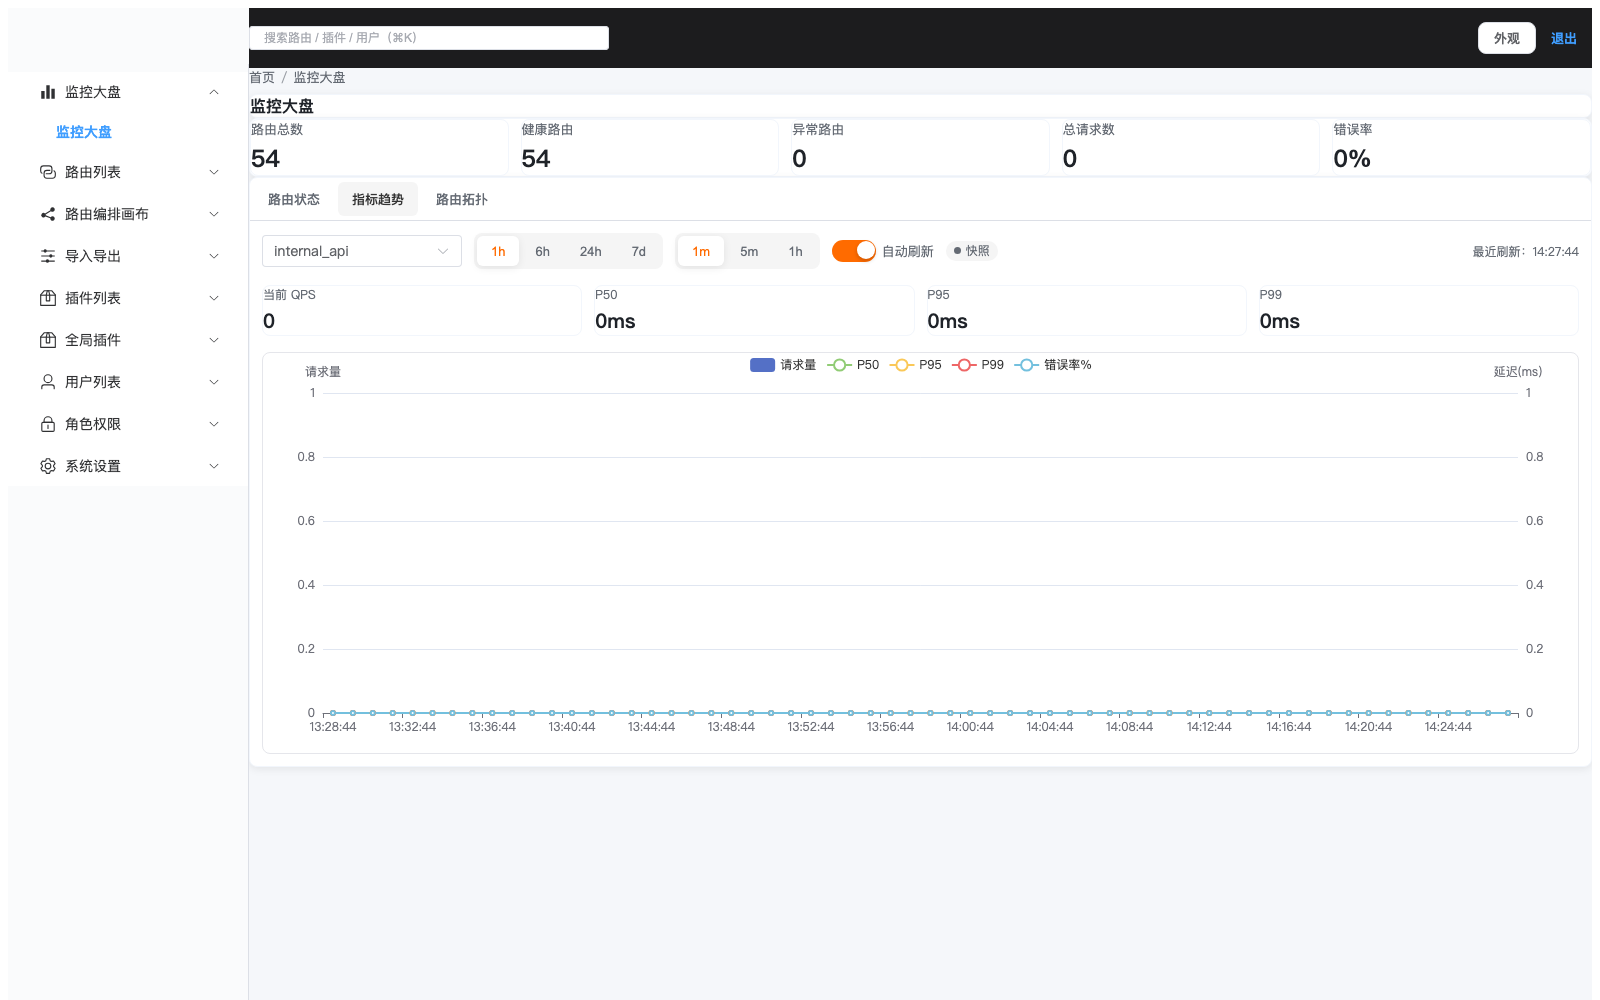 搜索路由 / 插件 / 用户（⌘K）
外观
退出
监控大盘
监控大盘
路由列表
路由编排画布
导入导出
插件列表
全局插件
用户列表
角色权限
系统设置
首页 / 监控大盘
监控大盘
路由总数
54
健康路由
54
异常路由
0
总请求数
0
错误率
0%
路由状态 指标趋势 路由拓扑
internal_api
1h 6h 24h 7d
1m 5m 1h
自动刷新
快照
最近刷新：14:27:44
当前 QPS
0
P50
0ms
P95
0ms
P99
0ms
请求量 P50 P95 P99 错误率%
请求量
延迟(ms)
1 1
0.8 0.8
0.6 0.6
0.4 0.4
0.2 0.2
0 0
13:28:44 13:32:44 13:36:44 13:40:44 13:44:44 13:48:44 13:52:44 13:56:44 14:00:44 14:04:44 14:08:44 14:12:44 14:16:44 14:20:44 14:24:44